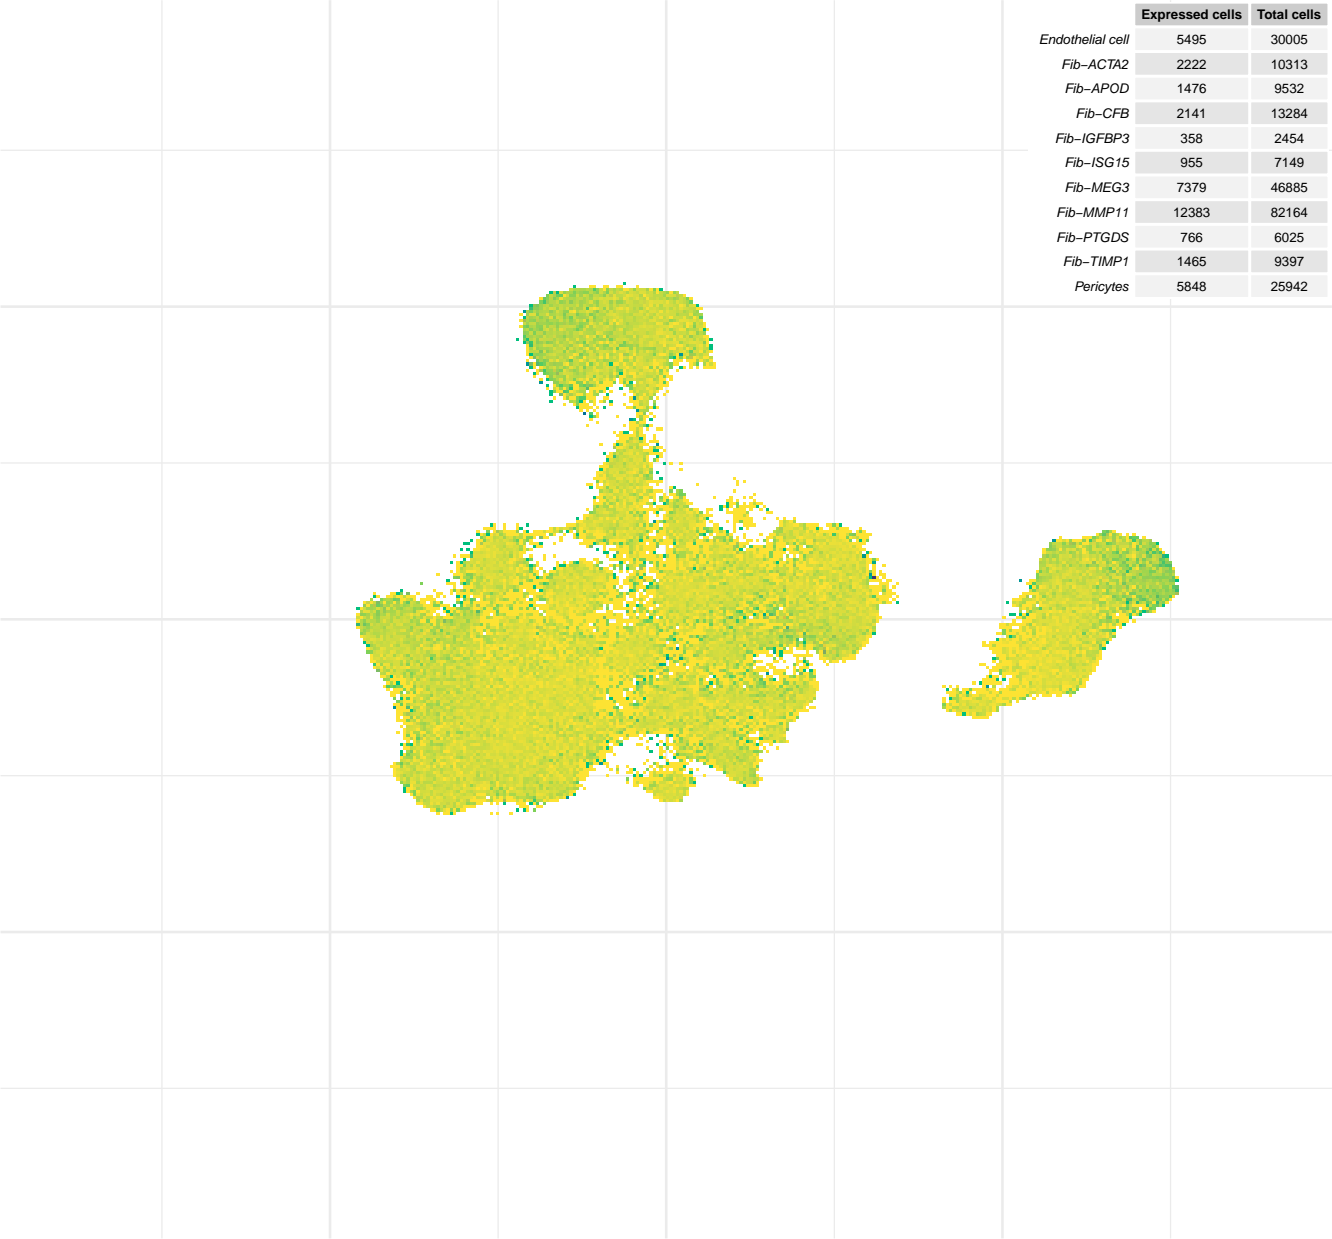 Expressed cells Total cells
Endothelial cell 5495 30005
Fib−ACTA2 2222 10313
Fib−APOD 1476 9532
Fib−CFB 2141 13284
Fib−IGFBP3 358 2454
Fib−ISG15 955 7149
Fib−MEG3 7379 46885
Fib−MMP11 12383 82164
Fib−PTGDS 766 6025
Fib−TIMP1 1465 9397
Pericytes 5848 25942